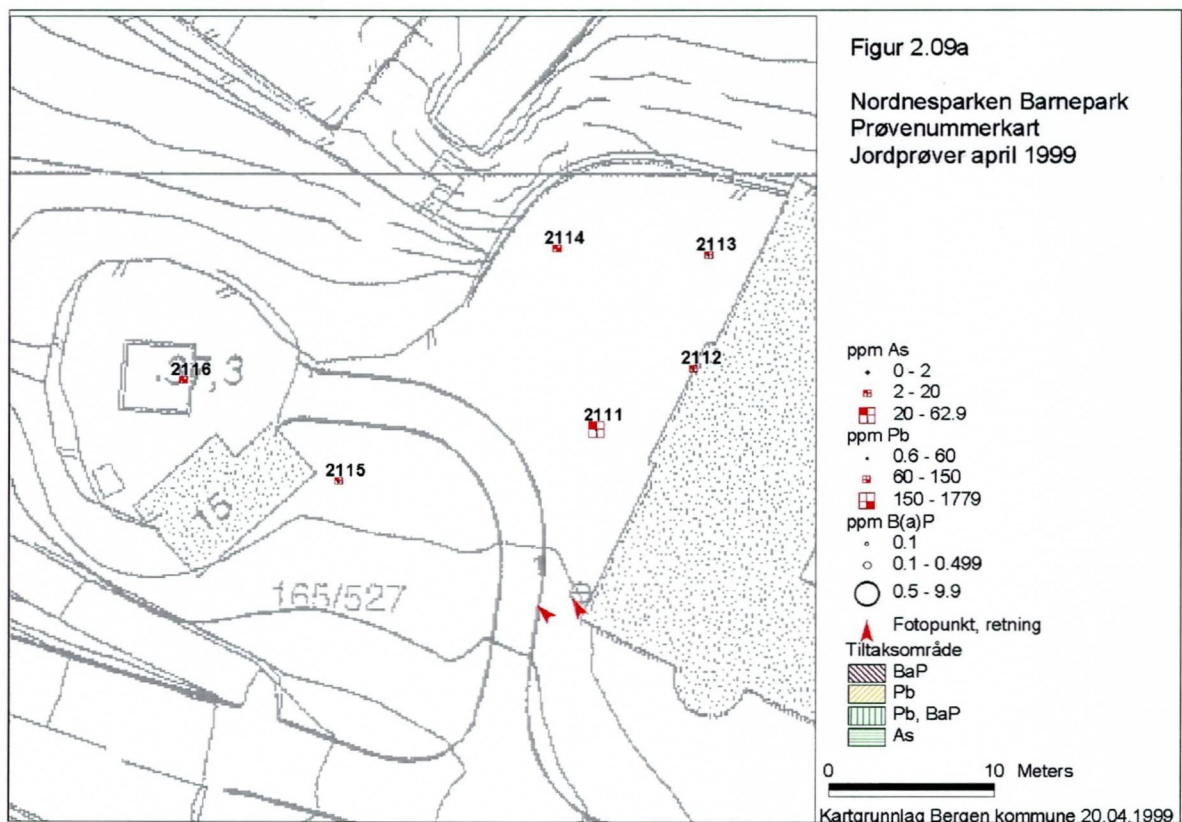 Figur 2.09a
Nordnesparken Barnepark
Prøvenummerkart
Jordprøver april 1999
2114
2113
2112
2116
.37,3
2111
2115
15
165/527
ppm As
0 - 2
2 - 20
20 - 62.9
ppm Pb
0.6 - 60
60 - 150
150 - 1779
ppm B(a)P
0.1
0.1 - 0.499
0.5 - 9.9
Fotopunkt, retning
Tiltaksområde
BaP
Pb
Pb, BaP
As
0 10 Meters
Kartgrunnlag Bergen kommune 20.04.1999